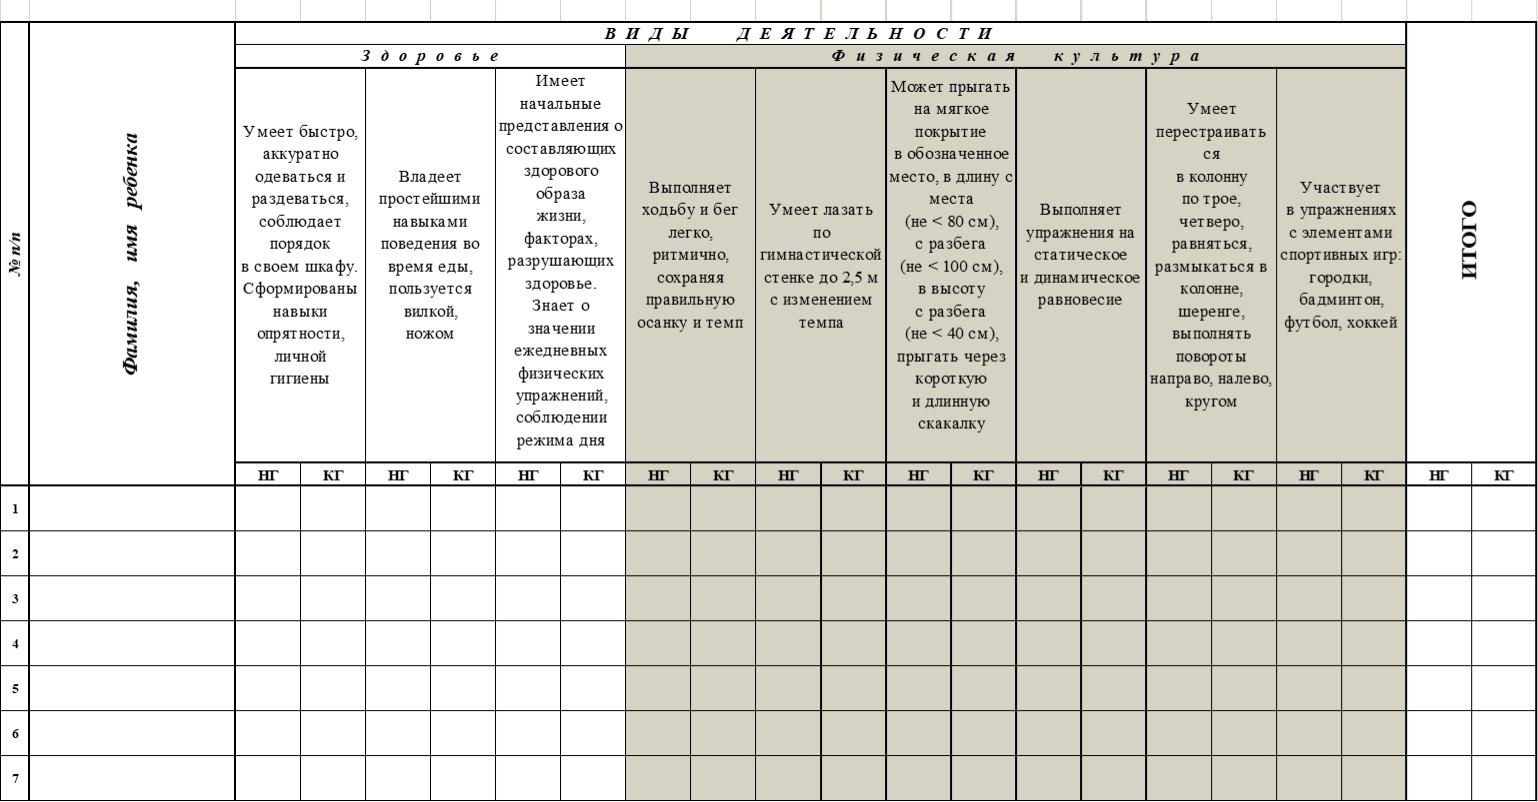 ВИДЫ ДЕЯТЕЛЬНОСТИ
Здоровье
Физическая культура
№ п/п
Фамилия, имя ребенка
Умеет быстро,
аккуратно
одеваться и
раздеваться,
соблюдает
порядок
в своем шкафу.
Сформированы
навыки
опрятности,
личной
гигиены
Владеет
простейшими
навыками
поведения во
время еды,
пользуется
вилкой,
ножом
Имеет
начальные
представления о
составляющих
здорового
образа
жизни,
факторах,
разрушающих
здоровье.
Знает о
значении
ежедневных
физических
упражнений,
соблюдении
режима дня
Выполняет
ходьбу и бег
легко,
ритмично,
сохраняя
правильную
осанку и темп
Умеет лазать
по
гимнастической
стенке до 2,5 м
с изменением
темпа
Может прыгать
на мягкое
покрытие
в обозначенное
место, в длину с
места
(не < 80 см),
с разбега
(не < 100 см),
в высоту
с разбега
(не < 40 см),
прыгать через
короткую
и длинную
скакалку
Выполняет
упражнения на
статическое
и динамическое
равновесие
Умеет
перестраивать
ся
в колонну
по трое,
четверо,
равняться,
размыкаться в
колонне,
шеренге,
выполнять
повороты
направо, налево,
кругом
Участвует
в упражнениях
с элементами
спортивных игр:
городки,
бадминтон,
футбол, хоккей
ИТОГО
НГ КГ НГ КГ НГ КГ НГ КГ НГ КГ НГ КГ НГ КГ НГ КГ НГ КГ НГ КГ
1
2
3
4
5
6
7